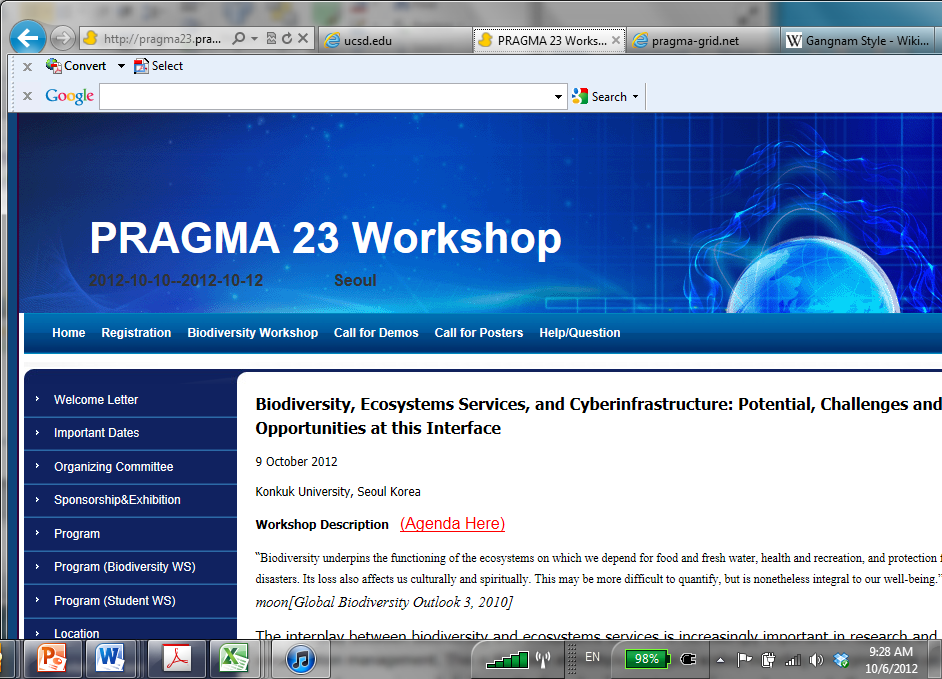 http://pragma23.pra...
ucsd.edu
PRAGMA 23 Works...
pragma-grid.net
Gangnam Style - Wiki...
x Convert Select
x Google Search
PRAGMA 23 Workshop
2012-10-10--2012-10-12 Seoul
Home Registration Biodiversity Workshop Call for Demos Call for Posters Help/Question
Welcome Letter
Important Dates
Organizing Committee
Sponsorship&Exhibition
Program
Program (Biodiversity WS)
Program (Student WS)
Location
Biodiversity, Ecosystems Services, and Cyberinfrastructure: Potential, Challenges and
Opportunities at this Interface
9 October 2012
Konkuk University, Seoul Korea
Workshop Description (Agenda Here)
"Biodiversity underpins the functioning of the ecosystems on which we depend for food and fresh water, health and recreation, and protection f
disasters. Its loss also affects us culturally and spiritually. This may be more difficult to quantify, but is nonetheless integral to our well-being."
moon[Global Biodiversity Outlook 3, 2010]
The interplay between biodiversity and ecosystems services is increasingly important in research and
EN
98%
9:28 AM
10/6/2012